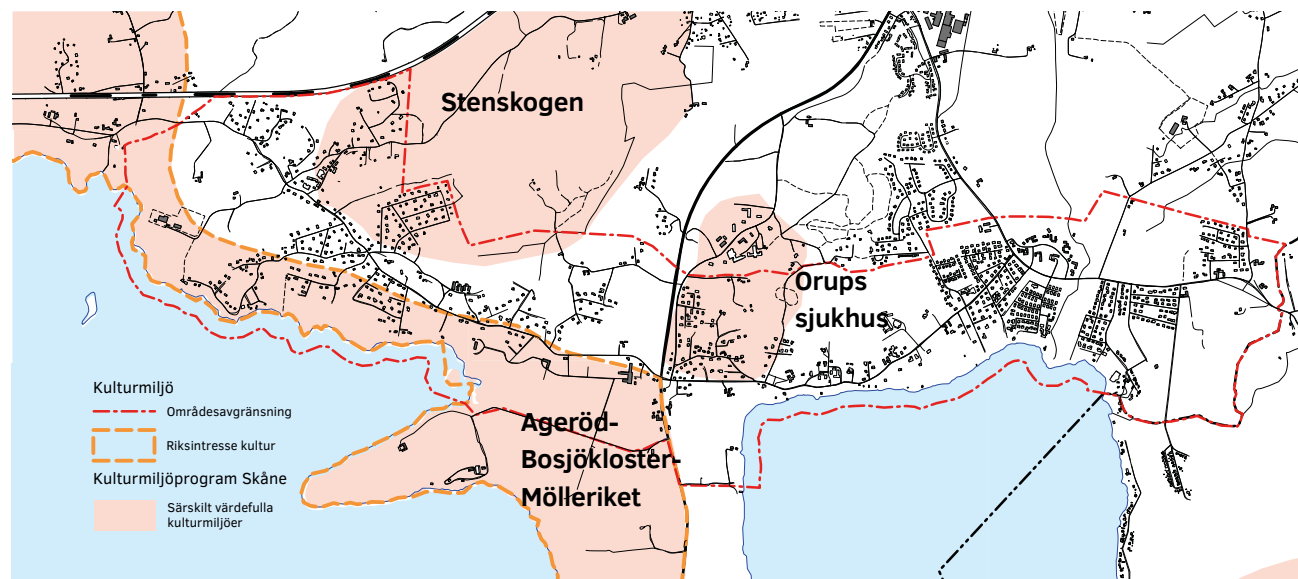 Stenskogen
Orups
sjukhus
Ageröd-
Bosjökloster-
Mölleriket
Kulturmiljö
Områdesavgränsning
Riksintresse kultur
Kulturmiljöprogram Skåne
Särskilt värdefulla
kulturmiljöer